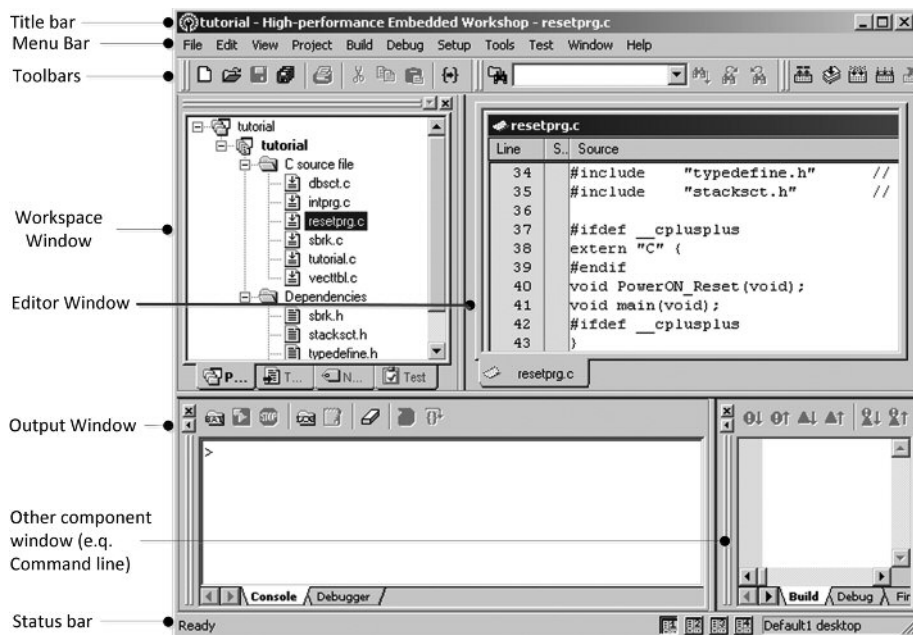 Title bar
tutorial - High-performance Embedded Workshop - resetprg.c
Menu Bar
File Edit View Project Build Debug Setup Tools Test Window Help
Toolbars
tutorial
tutorial
C source file
dbsct.c
intprg.c
resetprg.c
sbrk.c
tutorial.c
vecttbl.c
Dependencies
sbrk.h
stacksct.h
typedefine.h
P... T... N... Test
Workspace
Window
Editor Window
resetprg.c
Line S.. Source
34 #include "typedefine.h" //
35 #include "stacksct.h" //
36
37 #ifdef __cplusplus
38 extern "C" {
39 #endif
40 void PowerON_Reset(void);
41 void main(void);
42 #ifdef __cplusplus
43 }
resetprg.c
Output Window
>
Console Debugger
Other component
window (e.q.
Command line)
Build Debug Fir
Status bar
Ready
Default1 desktop